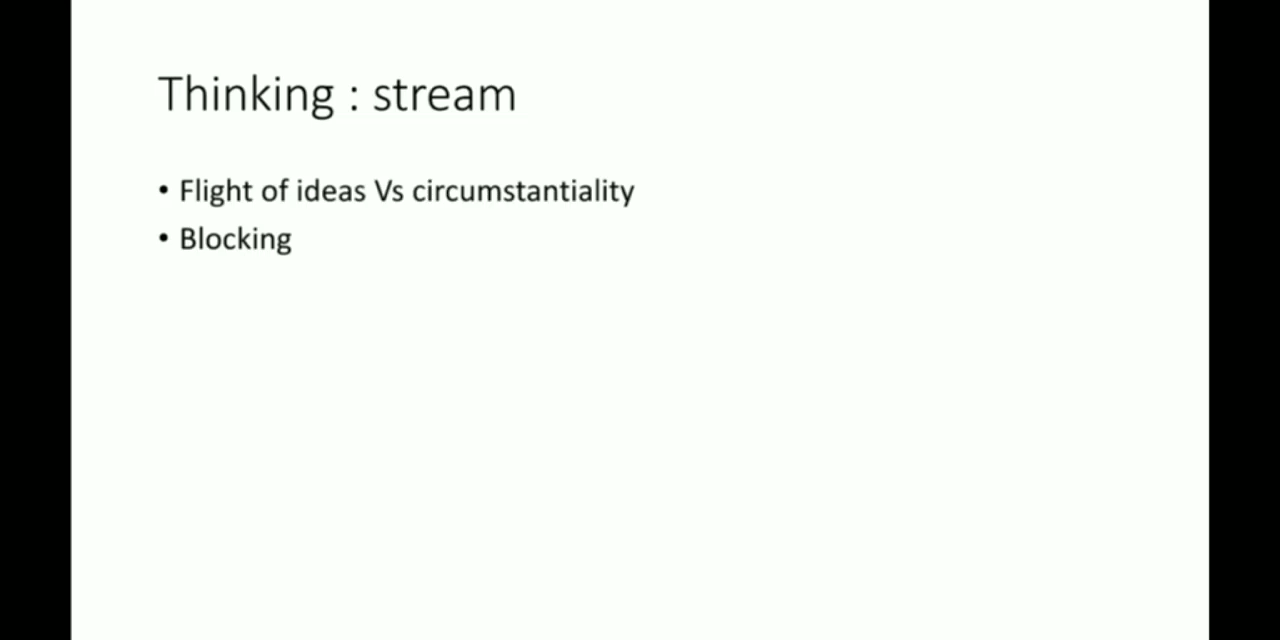 Thinking : stream
• Flight of ideas Vs circumstantiality
• Blocking